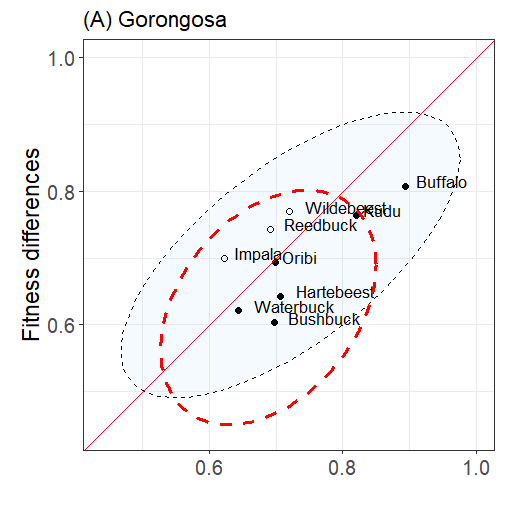 (A) Gorongosa
Fitness differences
1.0
0.8
0.6
Buffalo
Wildebeest
Kudu
Reedbuck
Impala
Oribi
Hartebeest
Waterbuck
Bushbuck
0.6
0.8
1.0